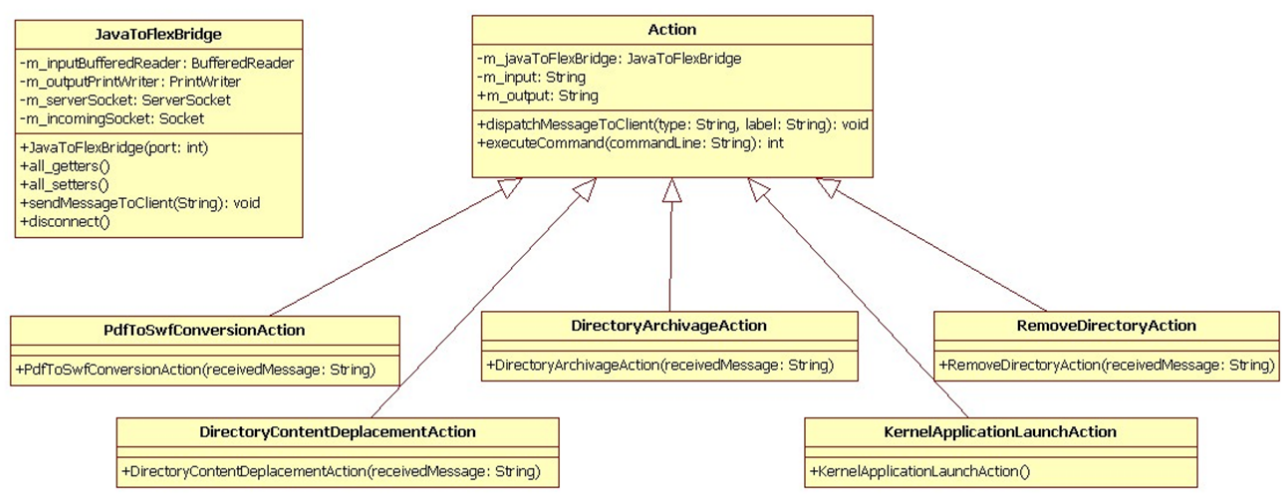 JavaToFlexBridge
-m_inputBufferedReader: BufferedReader
-m_outputPrintWriter: PrintWriter
-m_serverSocket: ServerSocket
-m_incomingSocket: Socket
+JavaToFlexBridge(port: int)
+all_getters()
+all_setters()
+sendMessageToClient(String): void
+disconnect()
Action
-m_javaToFlexBridge: JavaToFlexBridge
-m_input: String
+m_output: String
+dispatchMessageToClient(type: String, label: String): void
+executeCommand(commandLine: String): int
PdfToSwfConversionAction
+PdfToSwfConversionAction(receivedMessage: String)
DirectoryArchivageAction
+DirectoryArchivageAction(receivedMessage: String)
RemoveDirectoryAction
+RemoveDirectoryAction(receivedMessage: String)
DirectoryContentDeplacementAction
+DirectoryContentDeplacementAction(receivedMessage: String)
KernelApplicationLaunchAction
+KernelApplicationLaunchAction()